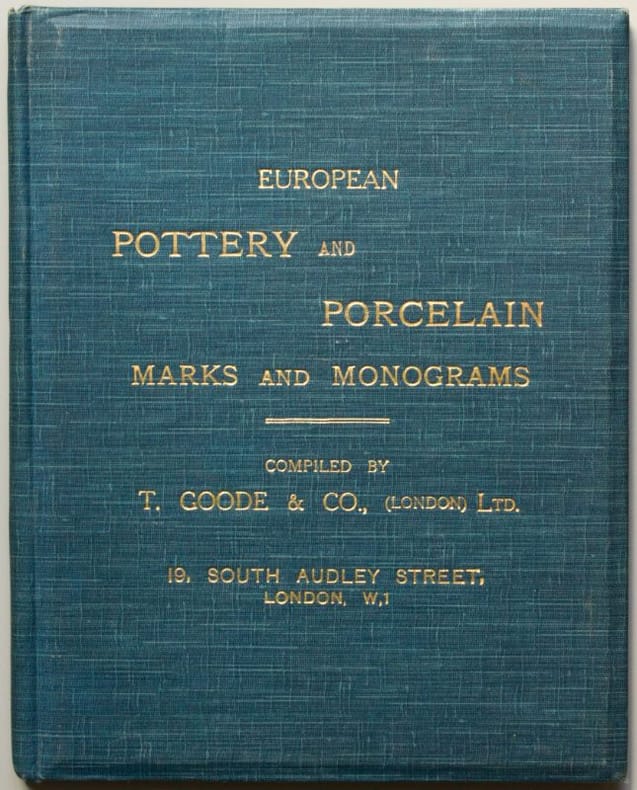 EUROPEAN
POTTERY AND
PORCELAIN
MARKS AND MONOGRAMS
COMPILED BY
T. GOODE & CO., (LONDON) LTD.
19, SOUTH AUDLEY STREET,
LONDON, W,1